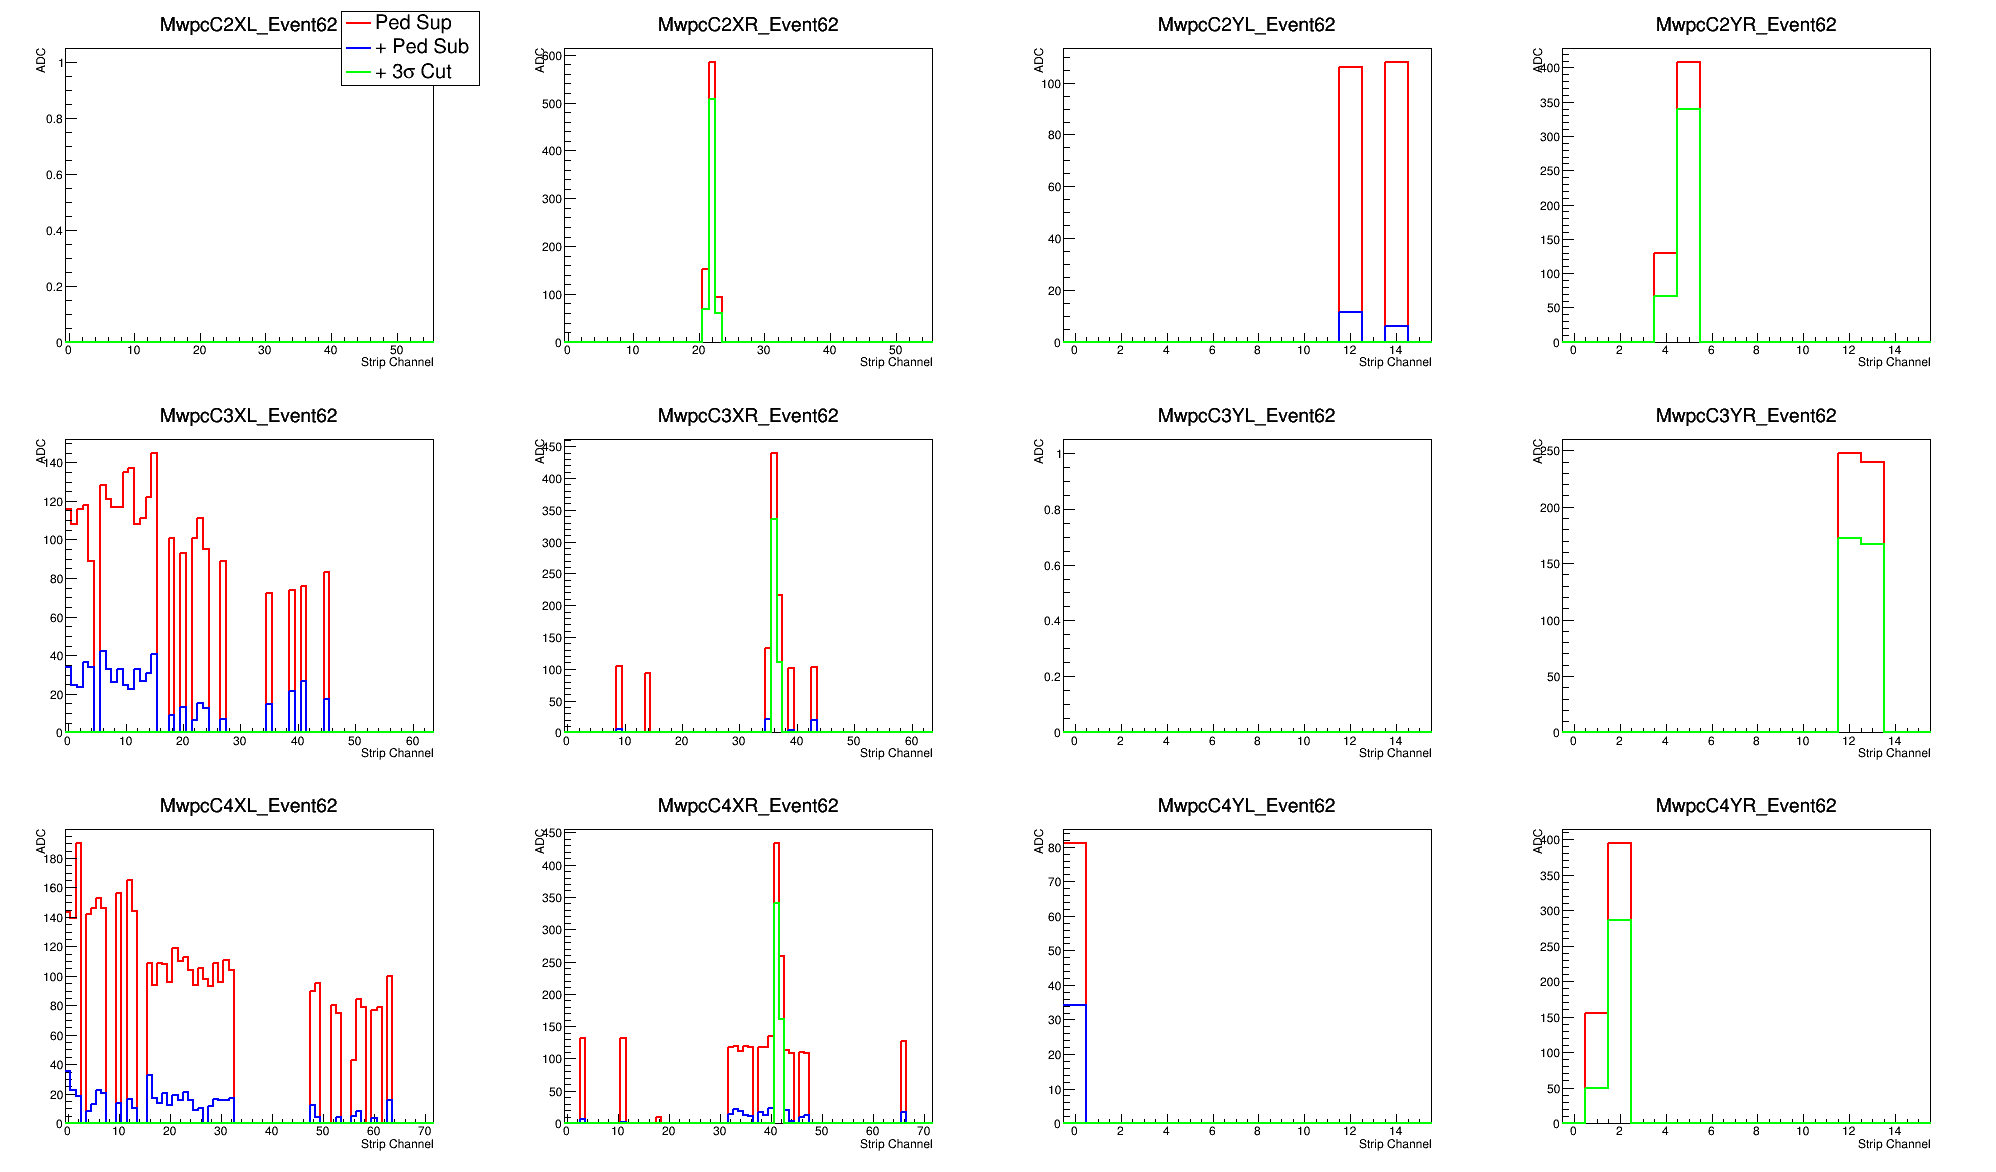 MwpcC2XL_Event62
Ped Sup
+ Ped Sub
+ 3σ Cut
ADC
1
0.8
0.6
0.4
0.2
0
0 10 20 30 40 50
Strip Channel
MwpcC2XR_Event62
ADC
600
500
400
300
200
100
0
0 10 20 30 40 50
Strip Channel
MwpcC2YL_Event62
ADC
100
80
60
40
20
0
0 2 4 6 8 10 12 14
Strip Channel
MwpcC2YR_Event62
ADC
400
350
300
250
200
150
100
50
0
0 2 4 6 8 10 12 14
Strip Channel
MwpcC3XL_Event62
ADC
140
120
100
80
60
40
20
0
0 10 20 30 40 50 60
Strip Channel
MwpcC3XR_Event62
ADC
450
400
350
300
250
200
150
100
50
0
0 10 20 30 40 50 60
Strip Channel
MwpcC3YL_Event62
ADC
1
0.8
0.6
0.4
0.2
0
0 2 4 6 8 10 12 14
Strip Channel
MwpcC3YR_Event62
ADC
250
200
150
100
50
0
0 2 4 6 8 10 12 14
Strip Channel
MwpcC4XL_Event62
ADC
180
160
140
120
100
80
60
40
20
0
0 10 20 30 40 50 60 70
Strip Channel
MwpcC4XR_Event62
ADC
450
400
350
300
250
200
150
100
50
0
0 10 20 30 40 50 60 70
Strip Channel
MwpcC4YL_Event62
ADC
80
70
60
50
40
30
20
10
0
0 2 4 6 8 10 12 14
Strip Channel
MwpcC4YR_Event62
ADC
400
350
300
250
200
150
100
50
0
0 2 4 6 8 10 12 14
Strip Channel